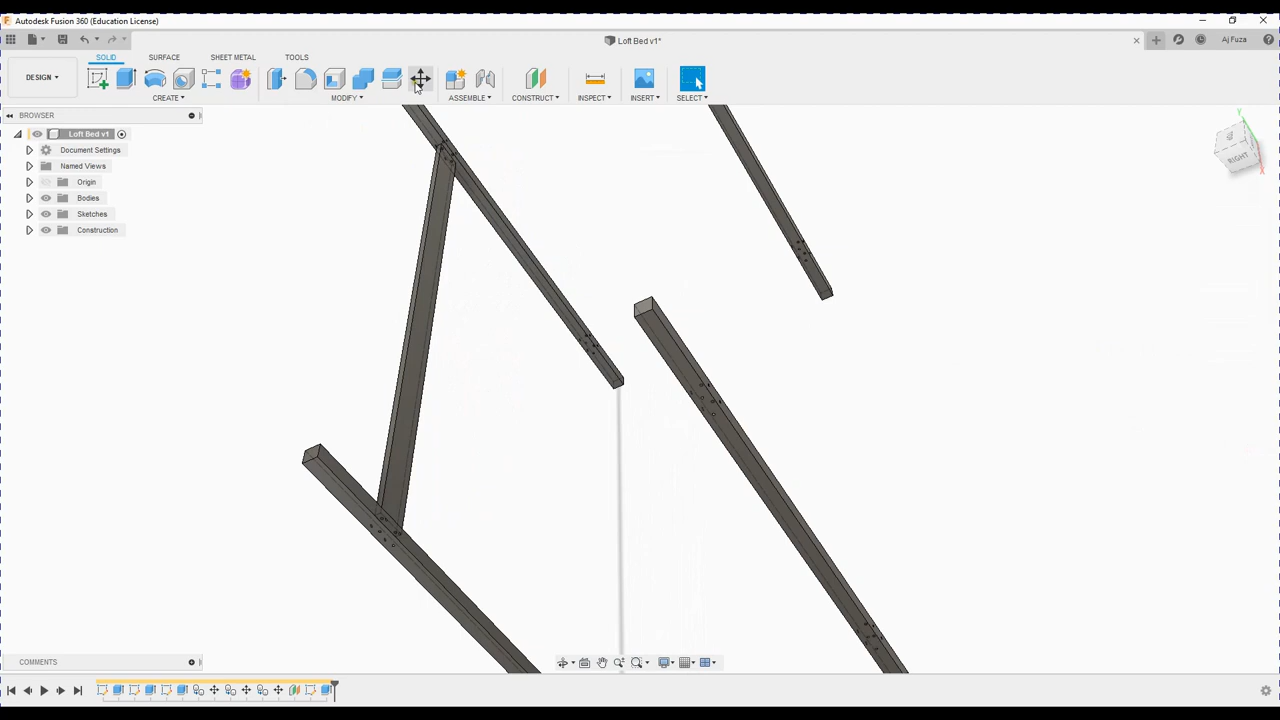 Autodesk Fusion 360 (Education License)
Loft Bed v1*
Aj Fuza
SOLID SURFACE SHEET METAL TOOLS
DESIGN
CREATE MODIFY ASSEMBLE CONSTRUCT INSPECT INSERT SELECT
BROWSER
Loft Bed v1
Document Settings
Named Views
Origin
Bodies
Sketches
Construction
Y
RIGHT
X
COMMENTS